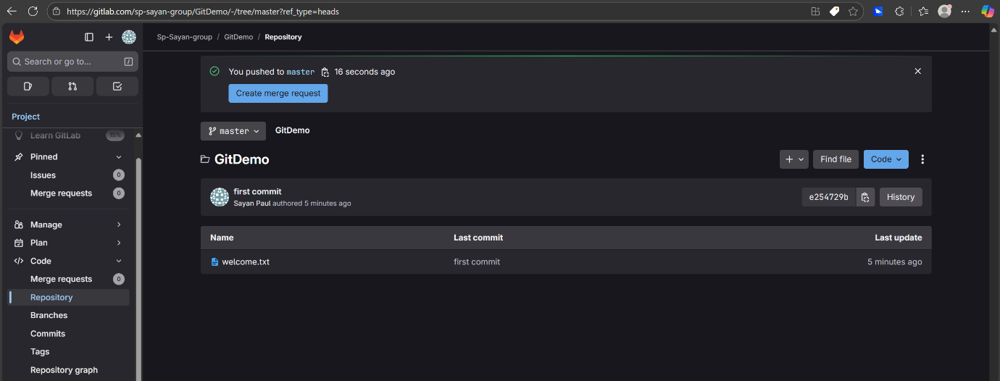 https://gitlab.com/sp-sayan-group/GitDemo/-/tree/master?ref_type=heads
Search or go to... /
Project
Learn GitLab 15%
Pinned
Issues 0
Merge requests 0
Manage
Plan
Code
Merge requests 0
Repository
Branches
Commits
Tags
Repository graph
Sp-Sayan-group / GitDemo / Repository
You pushed to master 16 seconds ago
Create merge request
master GitDemo
GitDemo
Find file Code
first commit
Sayan Paul authored 5 minutes ago
e254729b History
Name Last commit Last update
welcome.txt first commit 5 minutes ago